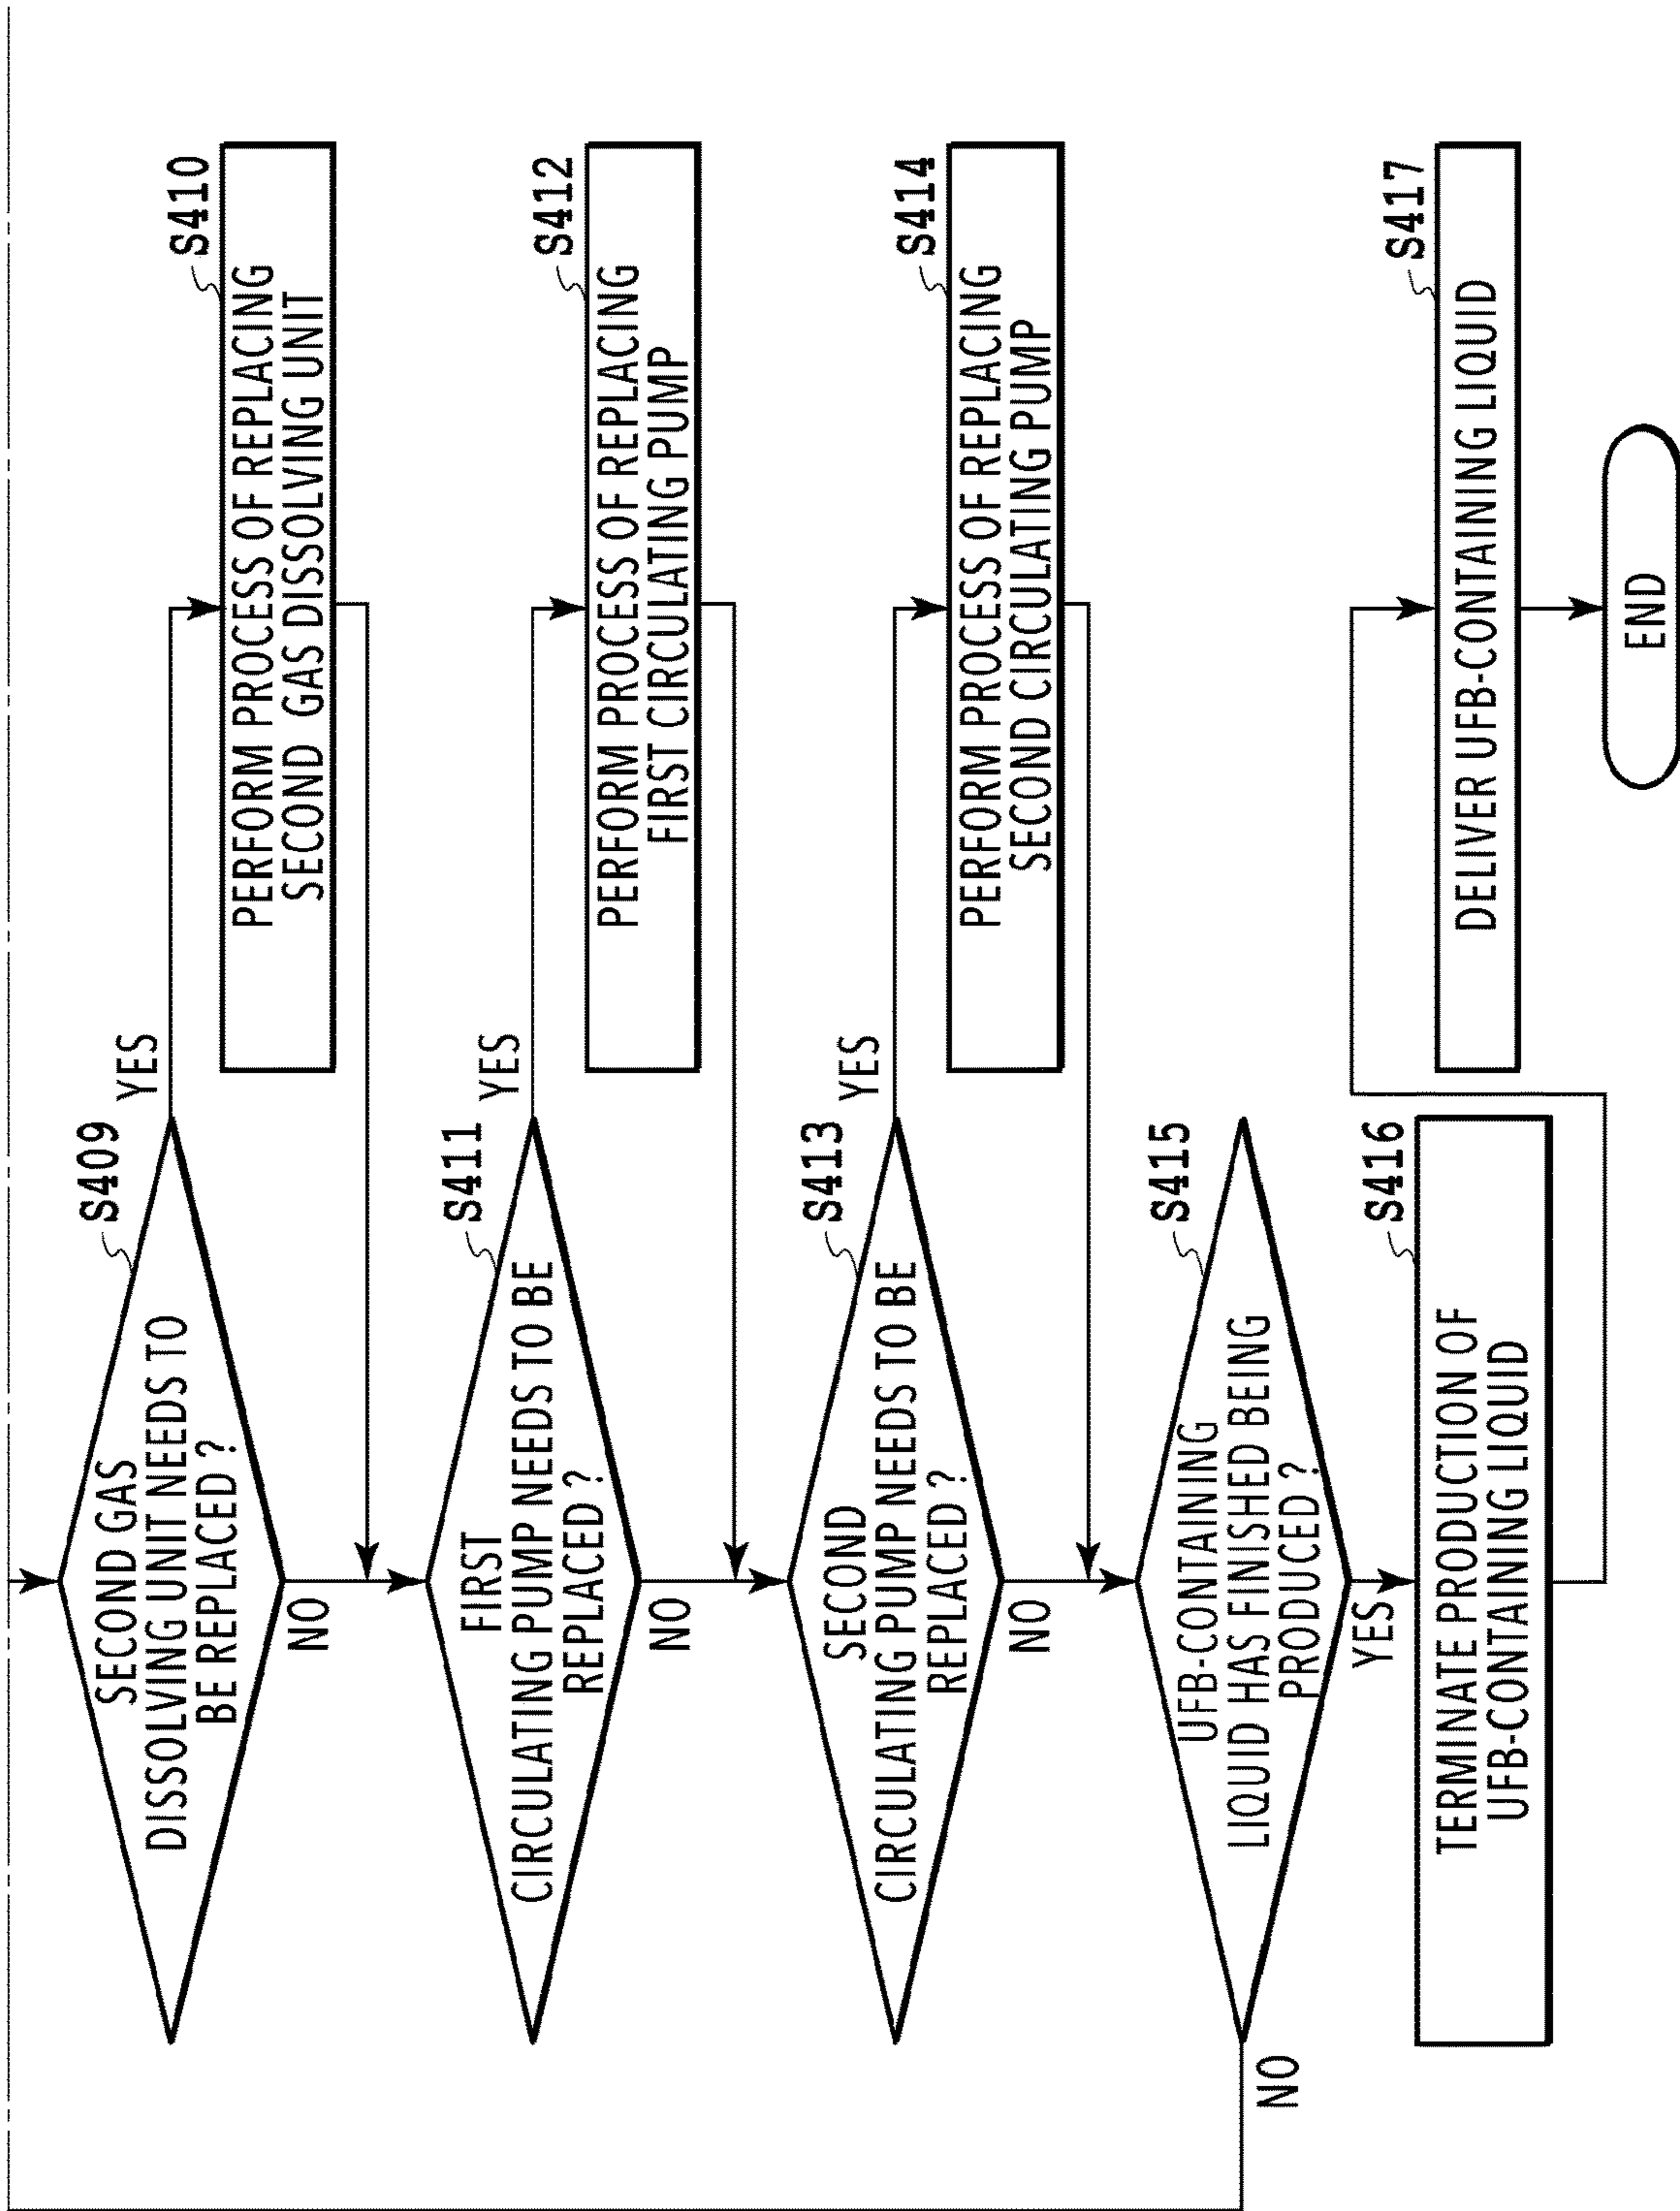 S409
SECOND GAS
DISSOLVING UNIT NEEDS TO
BE REPLACED ?
YES
NO
S410
PERFORM PROCESS OF REPLACING
SECOND GAS DISSOLVING UNIT
S411
FIRST
CIRCULATING PUMP NEEDS TO BE
REPLACED ?
YES
NO
S412
PERFORM PROCESS OF REPLACING
FIRST CIRCULATING PUMP
S413
SECOND
CIRCULATING PUMP NEEDS TO BE
REPLACED ?
YES
NO
S414
PERFORM PROCESS OF REPLACING
SECOND CIRCULATING PUMP
S415
UFB-CONTAINING
LIQUID HAS FINISHED BEING
PRODUCED ?
NO
YES
S416
TERMINATE PRODUCTION OF
UFB-CONTAINING LIQUID
S417
DELIVER UFB-CONTAINING LIQUID
END